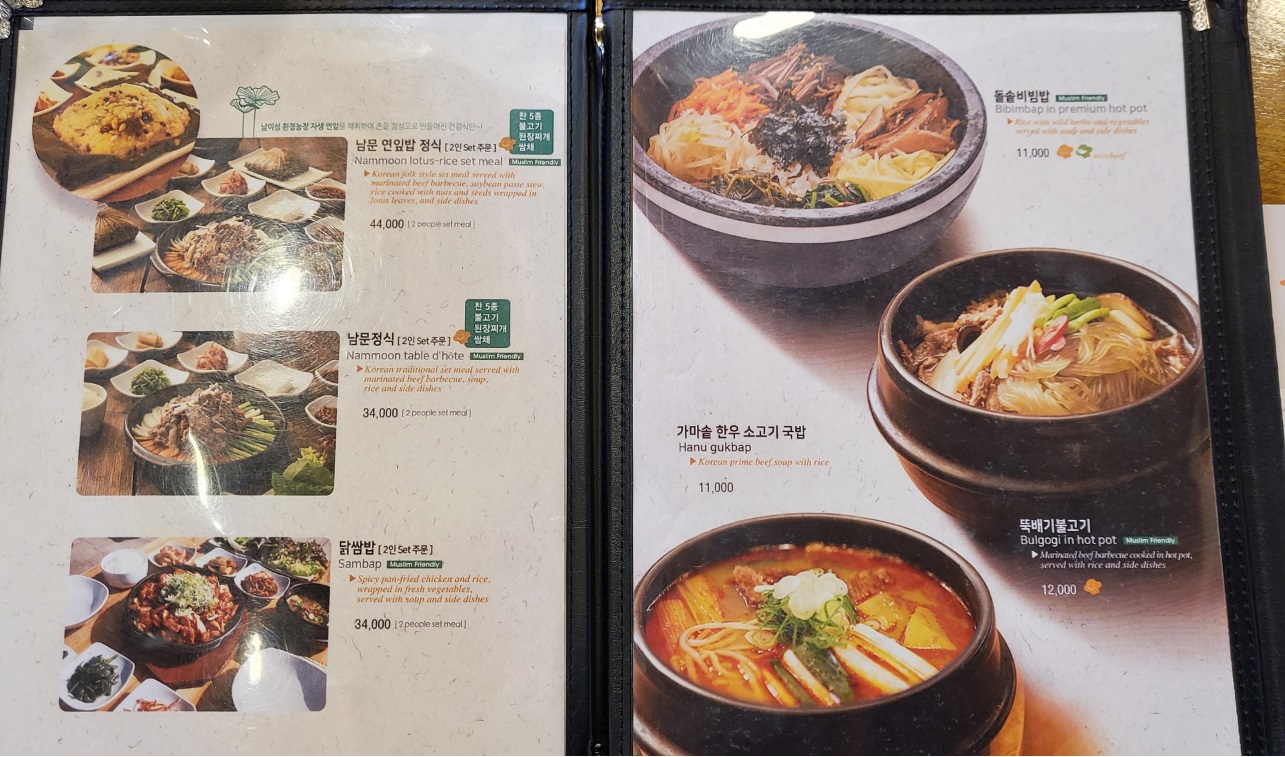 남이섬 환경농장 자생 연잎를 채취하여 손끝 정성으로 만들어진 건강식단~!
찬 5종
불고기
된장찌개
쌈채
남문 연잎밥 정식 [ 2인 Set 주문 ]
Nammoon lotus-rice set meal Muslim Friendly
▶ Korean folk style set meal served with
marinated beef barbecue, soybean paste stew,
rice cooked with nuts and seeds wrapped in
lotus leaves, and side dishes
44,000 [ 2 people set meal ]
찬 5종
불고기
된장찌개
쌈채
남문정식 [ 2인 Set 주문 ]
Nammoon table d'hôte Muslim Friendly
▶ Korean traditional set meal served with
marinated beef barbecue, soup,
rice and side dishes
34,000 [ 2 people set meal ]
닭쌈밥 [ 2인 Set 주문 ]
Sambap Muslim Friendly
▶ Spicy pan-fried chicken and rice,
wrapped in fresh vegetables,
served with soup and side dishes
34,000 [ 2 people set meal ]
돌솥비빔밥 Muslim Friendly
Bibimbap in premium hot pot
▶ Rice with wild herbs and vegetables
served with soup and side dishes
11,000
가마솥 한우 소고기 국밥
Hanu gukbap
▶ Korean prime beef soup with rice
11,000
뚝배기불고기
Bulgogi in hot pot Muslim Friendly
▶ Marinated beef barbecue cooked in hot pot,
served with rice and side dishes
12,000